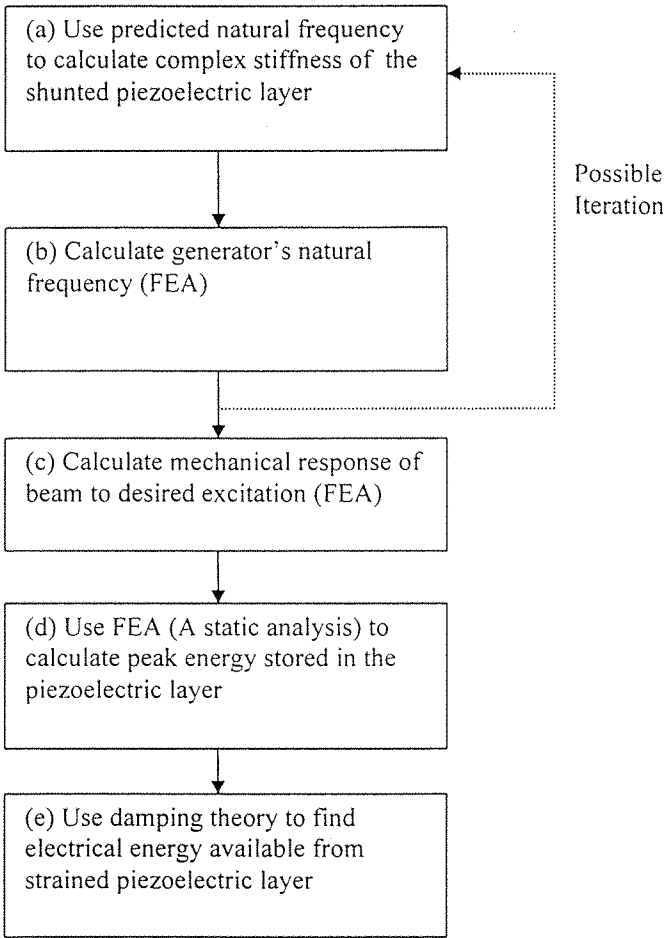 (a) Use predicted natural frequency
to calculate complex stiffness of the
shunted piezoelectric layer
Possible
Iteration
(b) Calculate generator's natural
frequency (FEA)
(c) Calculate mechanical response of
beam to desired excitation (FEA)
(d) Use FEA (A static analysis) to
calculate peak energy stored in the
piezoelectric layer
(e) Use damping theory to find
electrical energy available from
strained piezoelectric layer